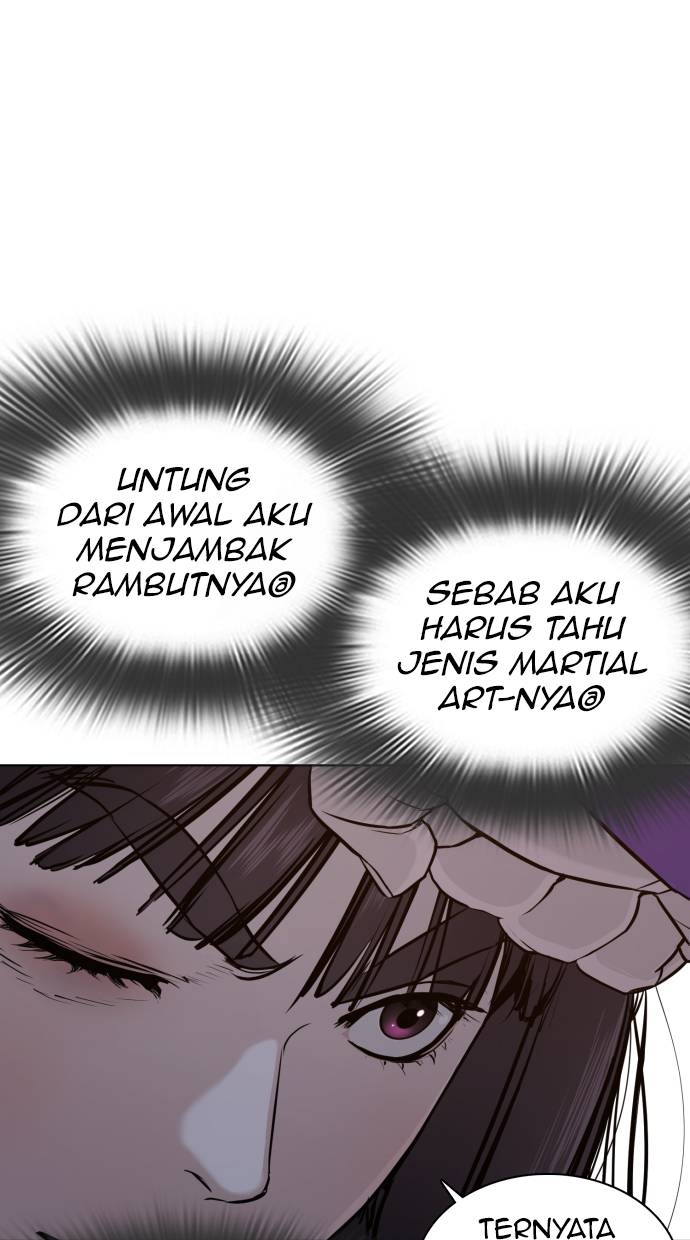 UNTUNG
DARI AWAL AKU
MENJAMBAK
RAMBUTNYA@
SEBAB AKU
HARUS TAHU
JENIS MARTIAL
ART-NYA@
TERNYATA